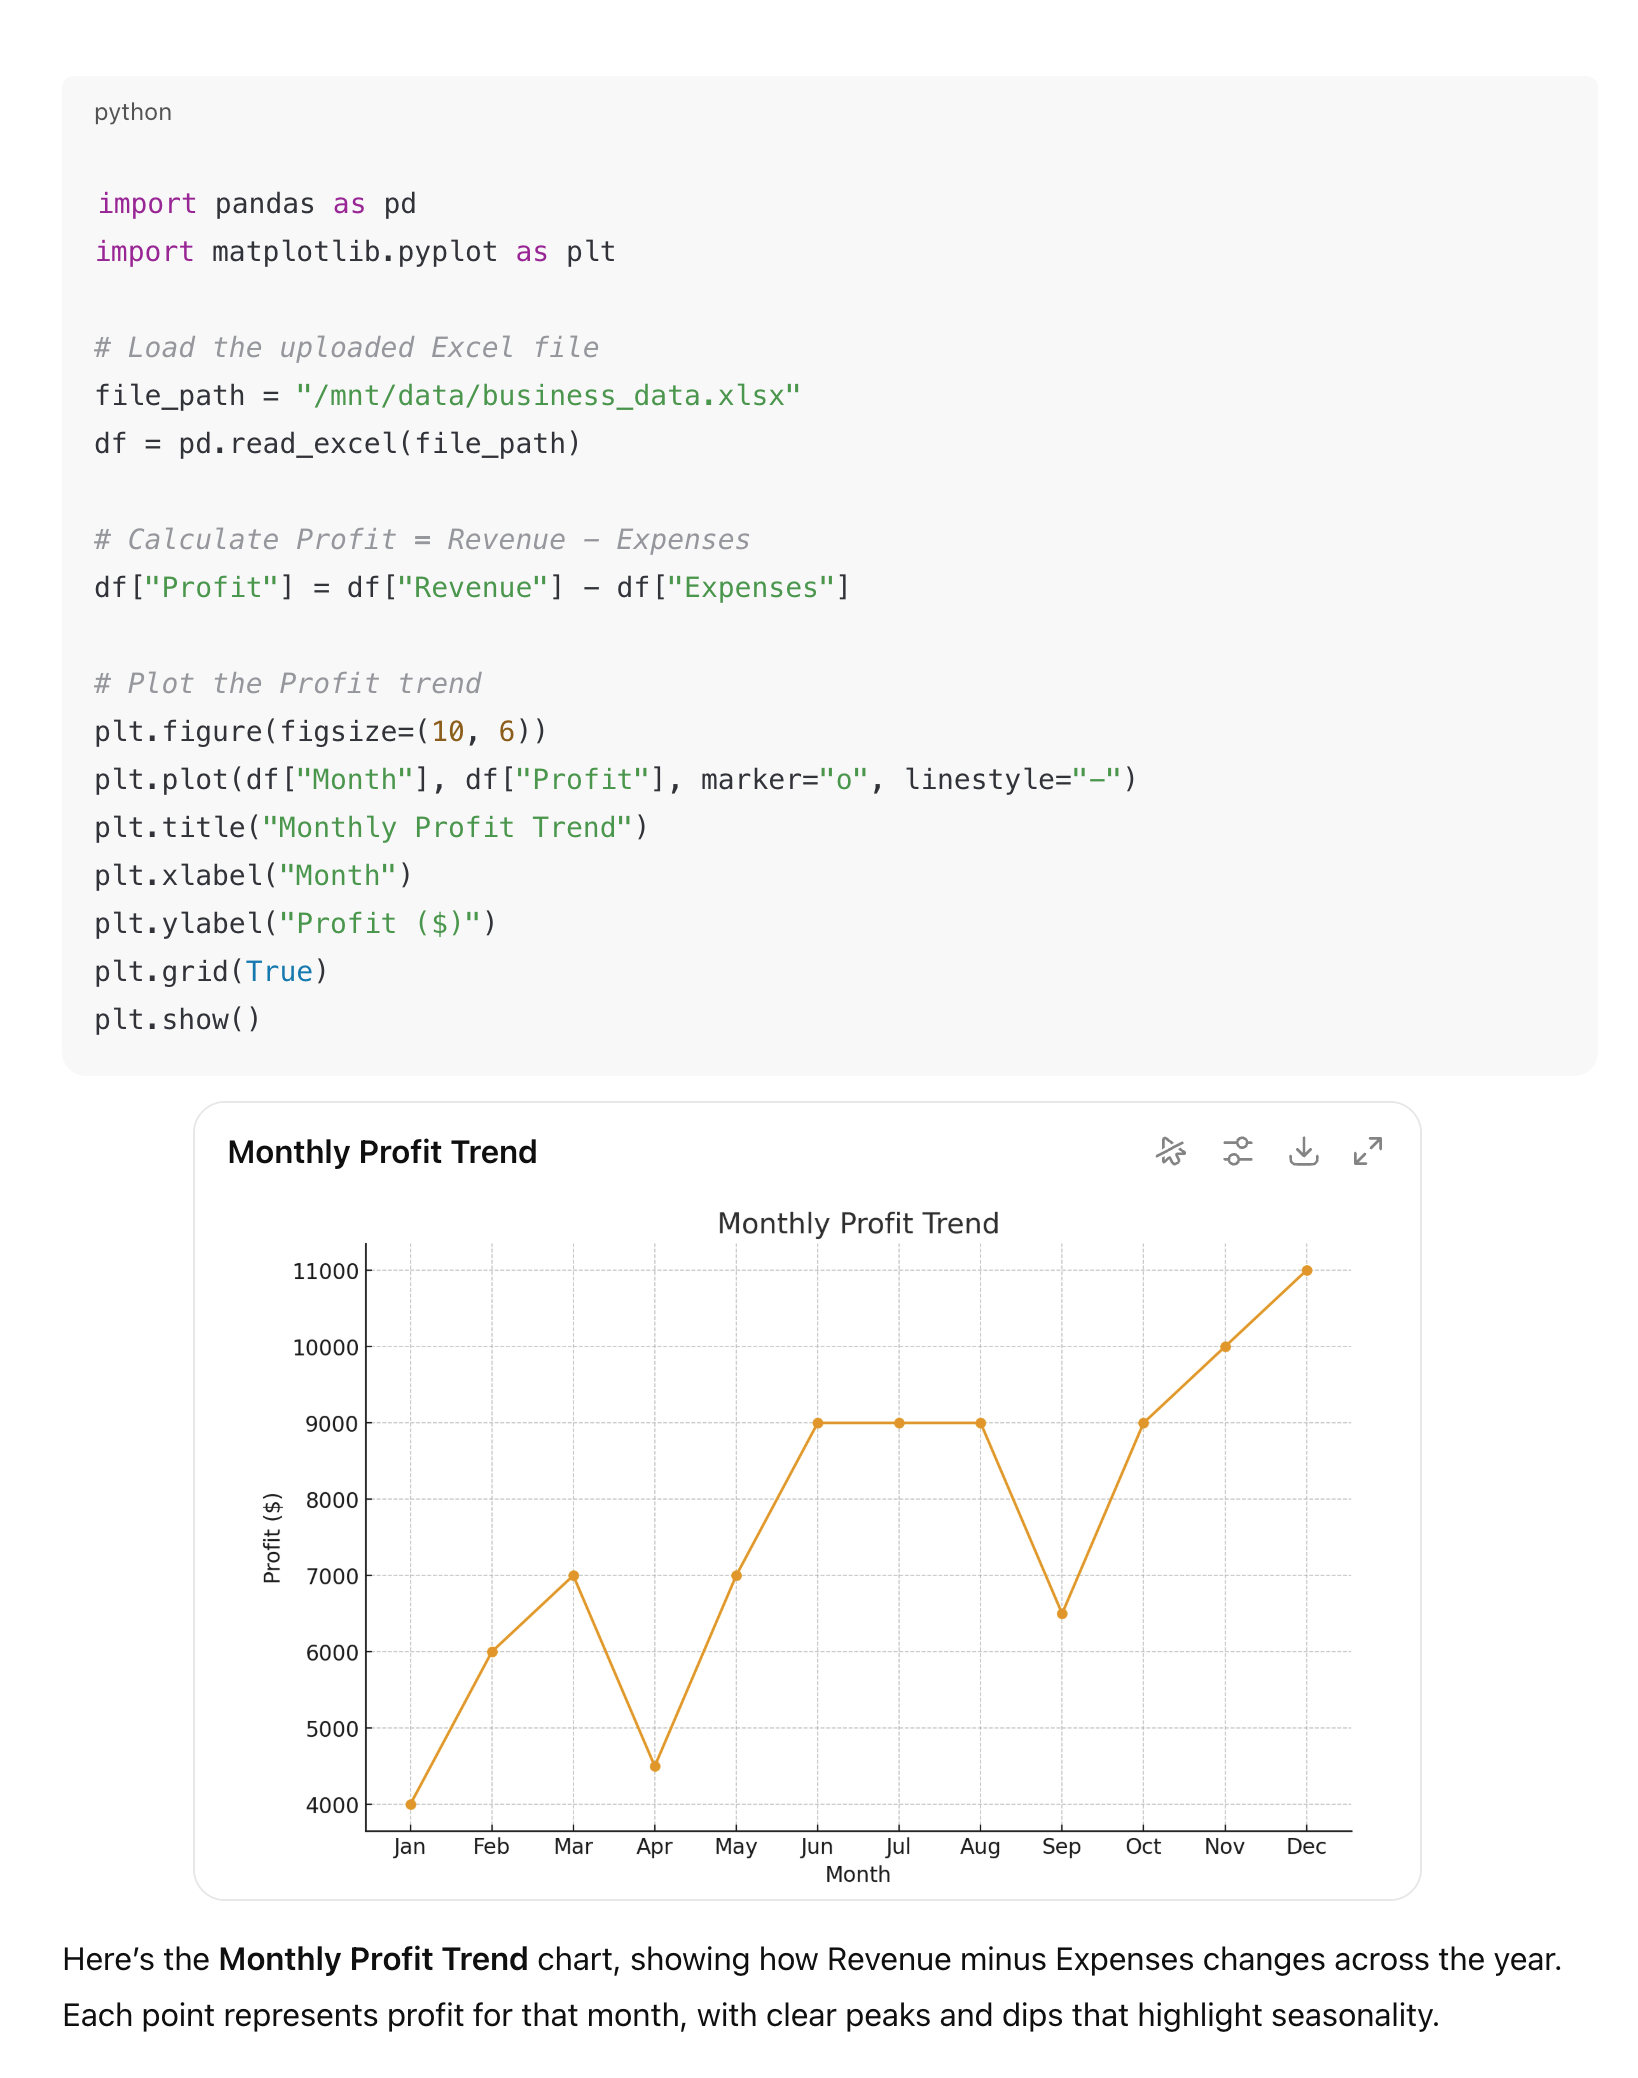 python
import pandas as pd
import matplotlib.pyplot as plt
# Load the uploaded Excel file
file_path = "/mnt/data/business_data.xlsx"
df = pd.read_excel(file_path)
# Calculate Profit = Revenue − Expenses
df["Profit"] = df["Revenue"] − df["Expenses"]
# Plot the Profit trend
plt.figure(figsize=(10, 6))
plt.plot(df["Month"], df["Profit"], marker="o", linestyle="−")
plt.title("Monthly Profit Trend")
plt.xlabel("Month")
plt.ylabel("Profit ($)")
plt.grid(True)
plt.show()
Monthly Profit Trend
Monthly Profit Trend
11000
10000
9000
8000
7000
6000
5000
4000
Profit ($)
Jan Feb Mar Apr May Jun Jul Aug Sep Oct Nov Dec
Month
Here’s the Monthly Profit Trend chart, showing how Revenue minus Expenses changes across the year.
Each point represents profit for that month, with clear peaks and dips that highlight seasonality.